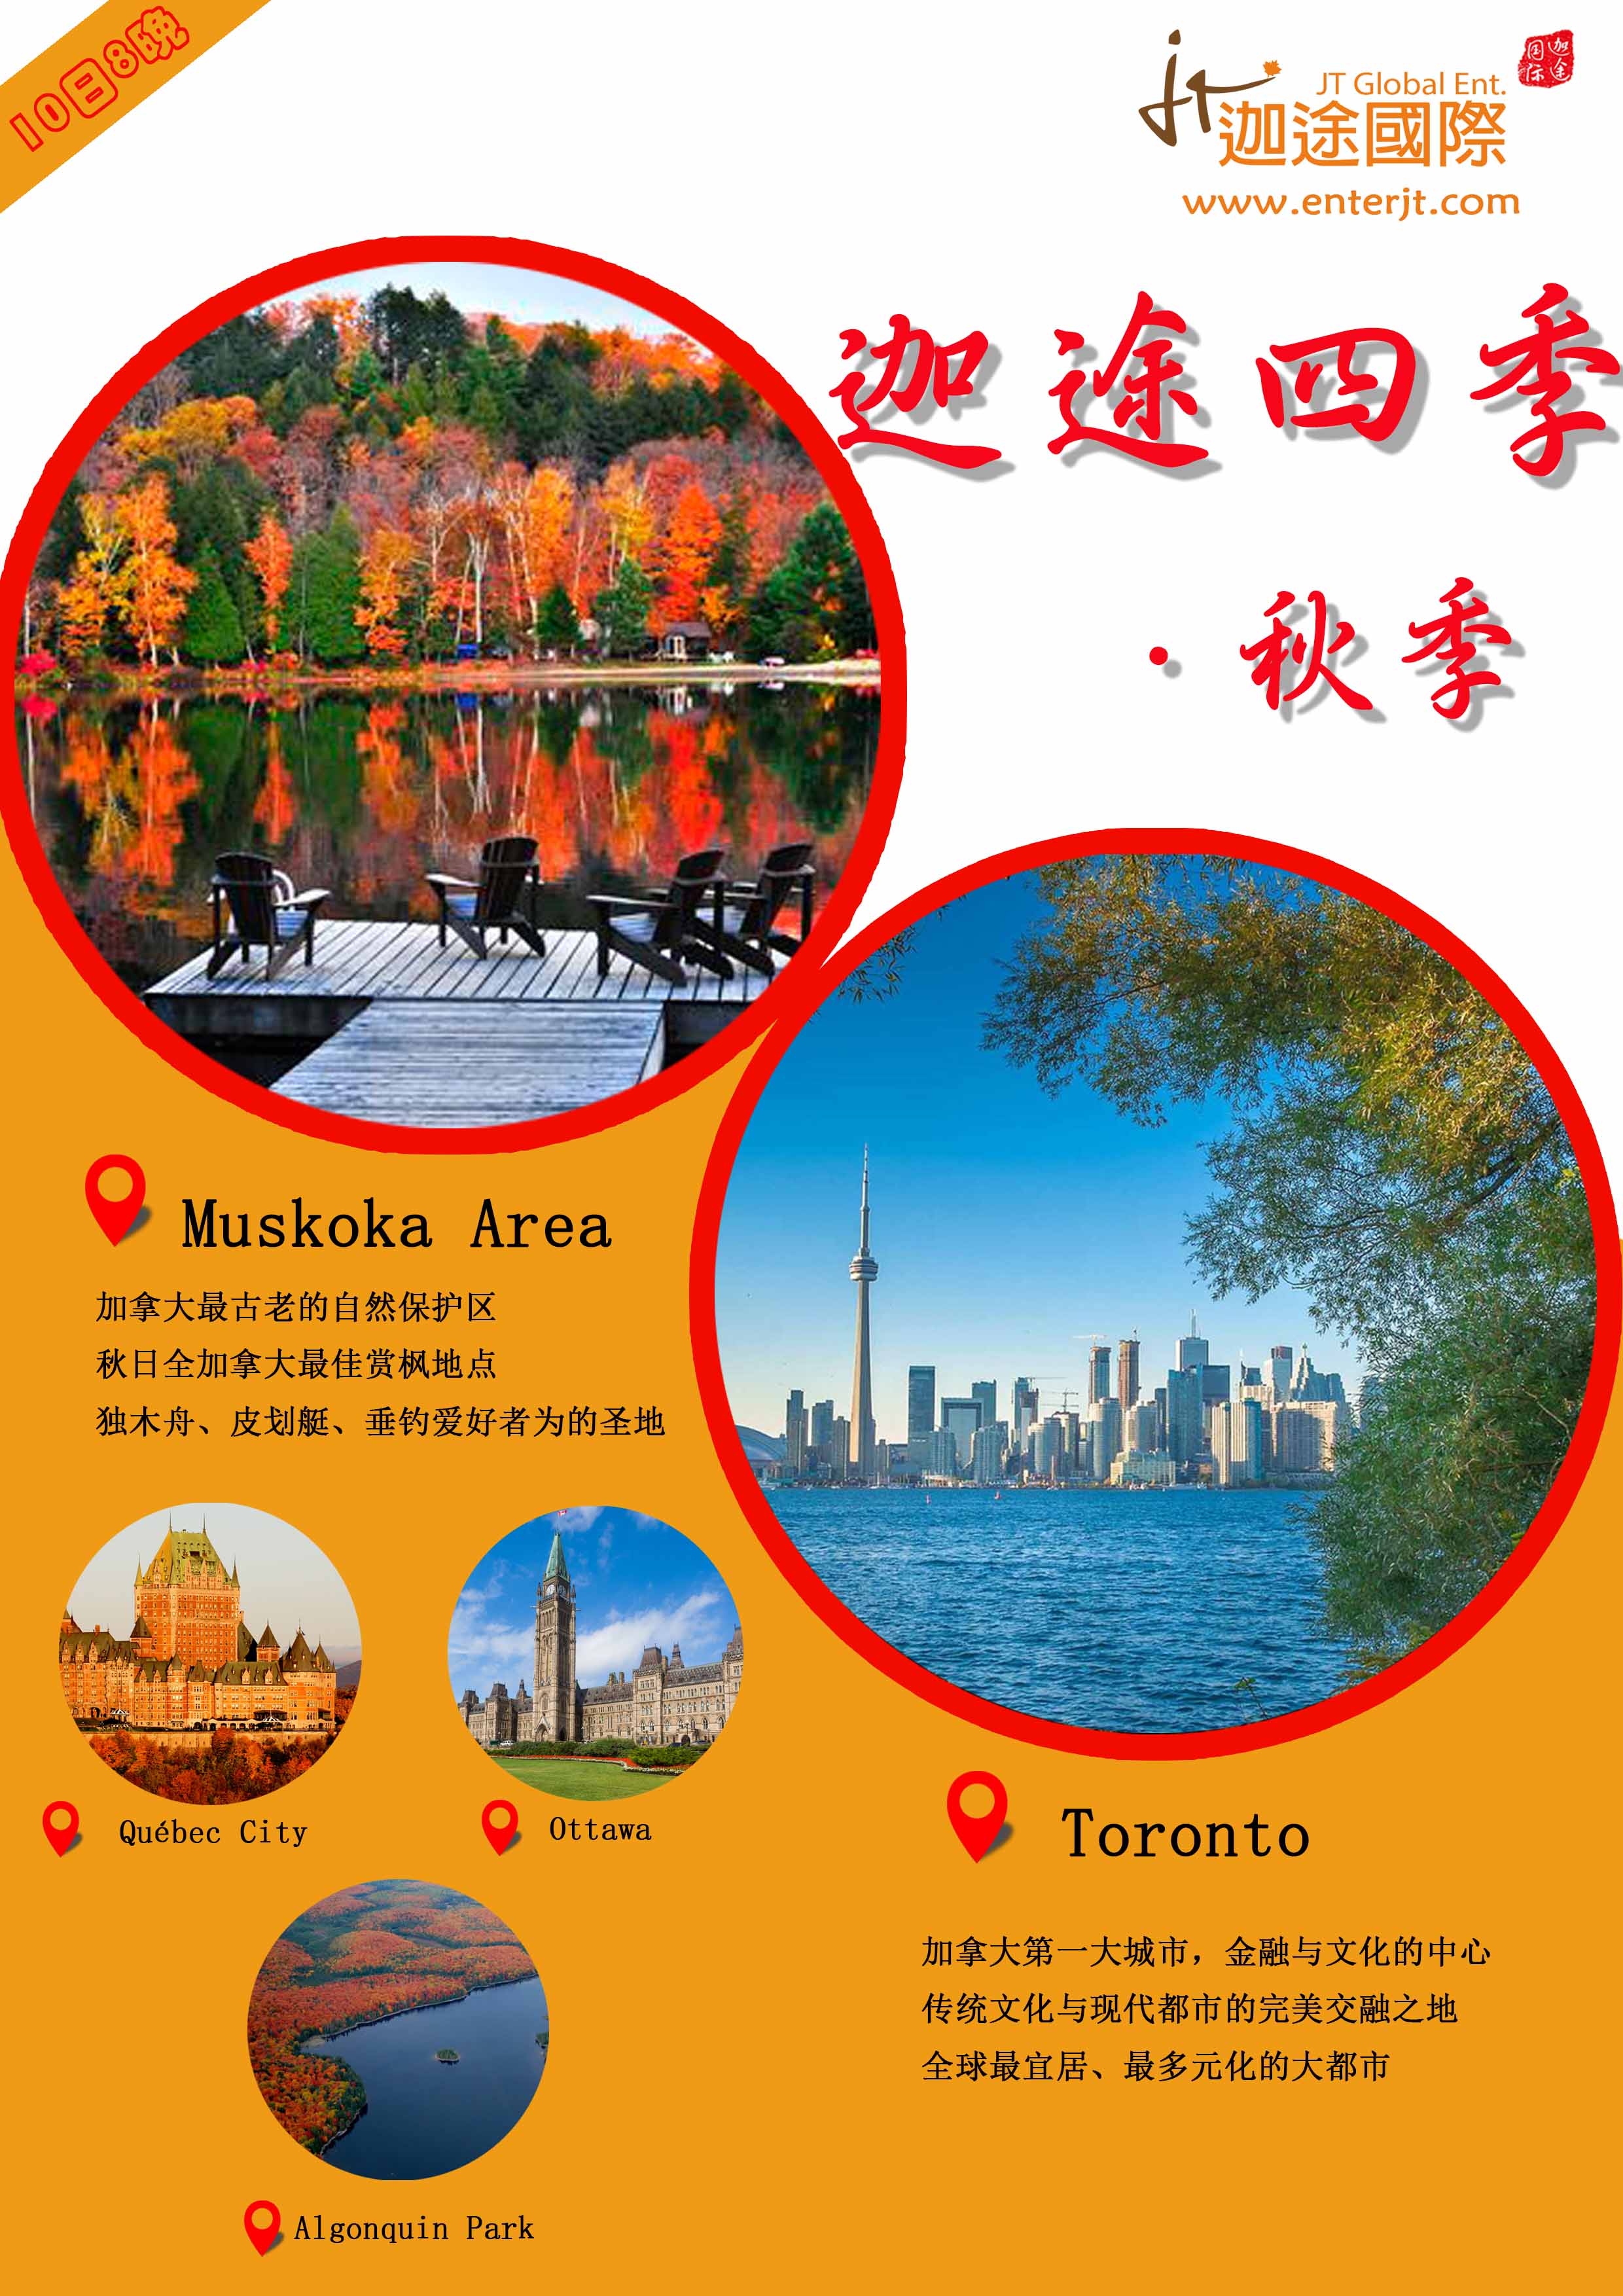 10日8晚
JT Global Ent.
迦途國際
www.enterjt.com
迦途国际
迦途四季
·秋季
Muskoka Area
加拿大最古老的自然保护区
秋日全加拿大最佳赏枫地点
独木舟、皮划艇、垂钓爱好者为的圣地
Québec City
Ottawa
Algonquin Park
Toronto
加拿大第一大城市，金融与文化的中心
传统文化与现代都市的完美交融之地
全球最宜居、最多元化的大都市